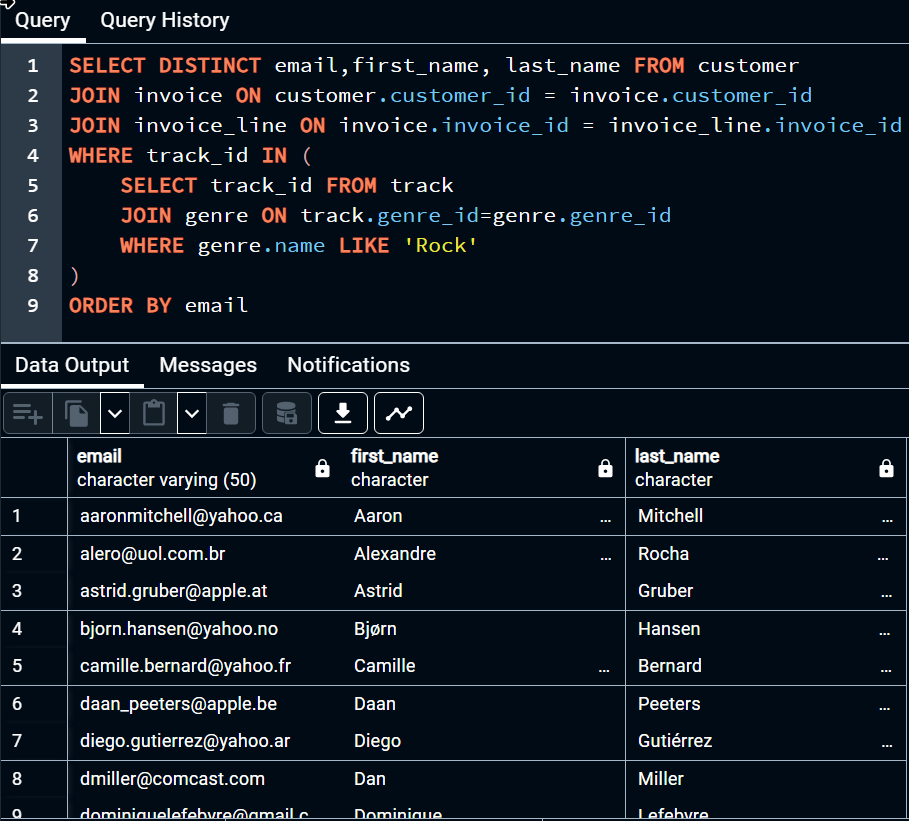 Query Query History
1 SELECT DISTINCT email,first_name, last_name FROM customer
2 JOIN invoice ON customer.customer_id = invoice.customer_id
3 JOIN invoice_line ON invoice.invoice_id = invoice_line.invoice_id
4 WHERE track_id IN (
5 SELECT track_id FROM track
6 JOIN genre ON track.genre_id=genre.genre_id
7 WHERE genre.name LIKE 'Rock'
8 )
9 ORDER BY email
Data Output Messages Notifications
email first_name last_name
character varying (50) character character
1 aaronmitchell@yahoo.ca Aaron ... Mitchell ...
2 alero@uol.com.br Alexandre ... Rocha ...
3 astrid.gruber@apple.at Astrid Gruber ...
4 bjorn.hansen@yahoo.no Bjørn Hansen ...
5 camille.bernard@yahoo.fr Camille ... Bernard ...
6 daan_peeters@apple.be Daan Peeters ...
7 diego.gutierrez@yahoo.ar Diego Gutiérrez ...
8 dmiller@comcast.com Dan Miller
9 dominiquelefebvre@gmail.c Dominique Lefebvre